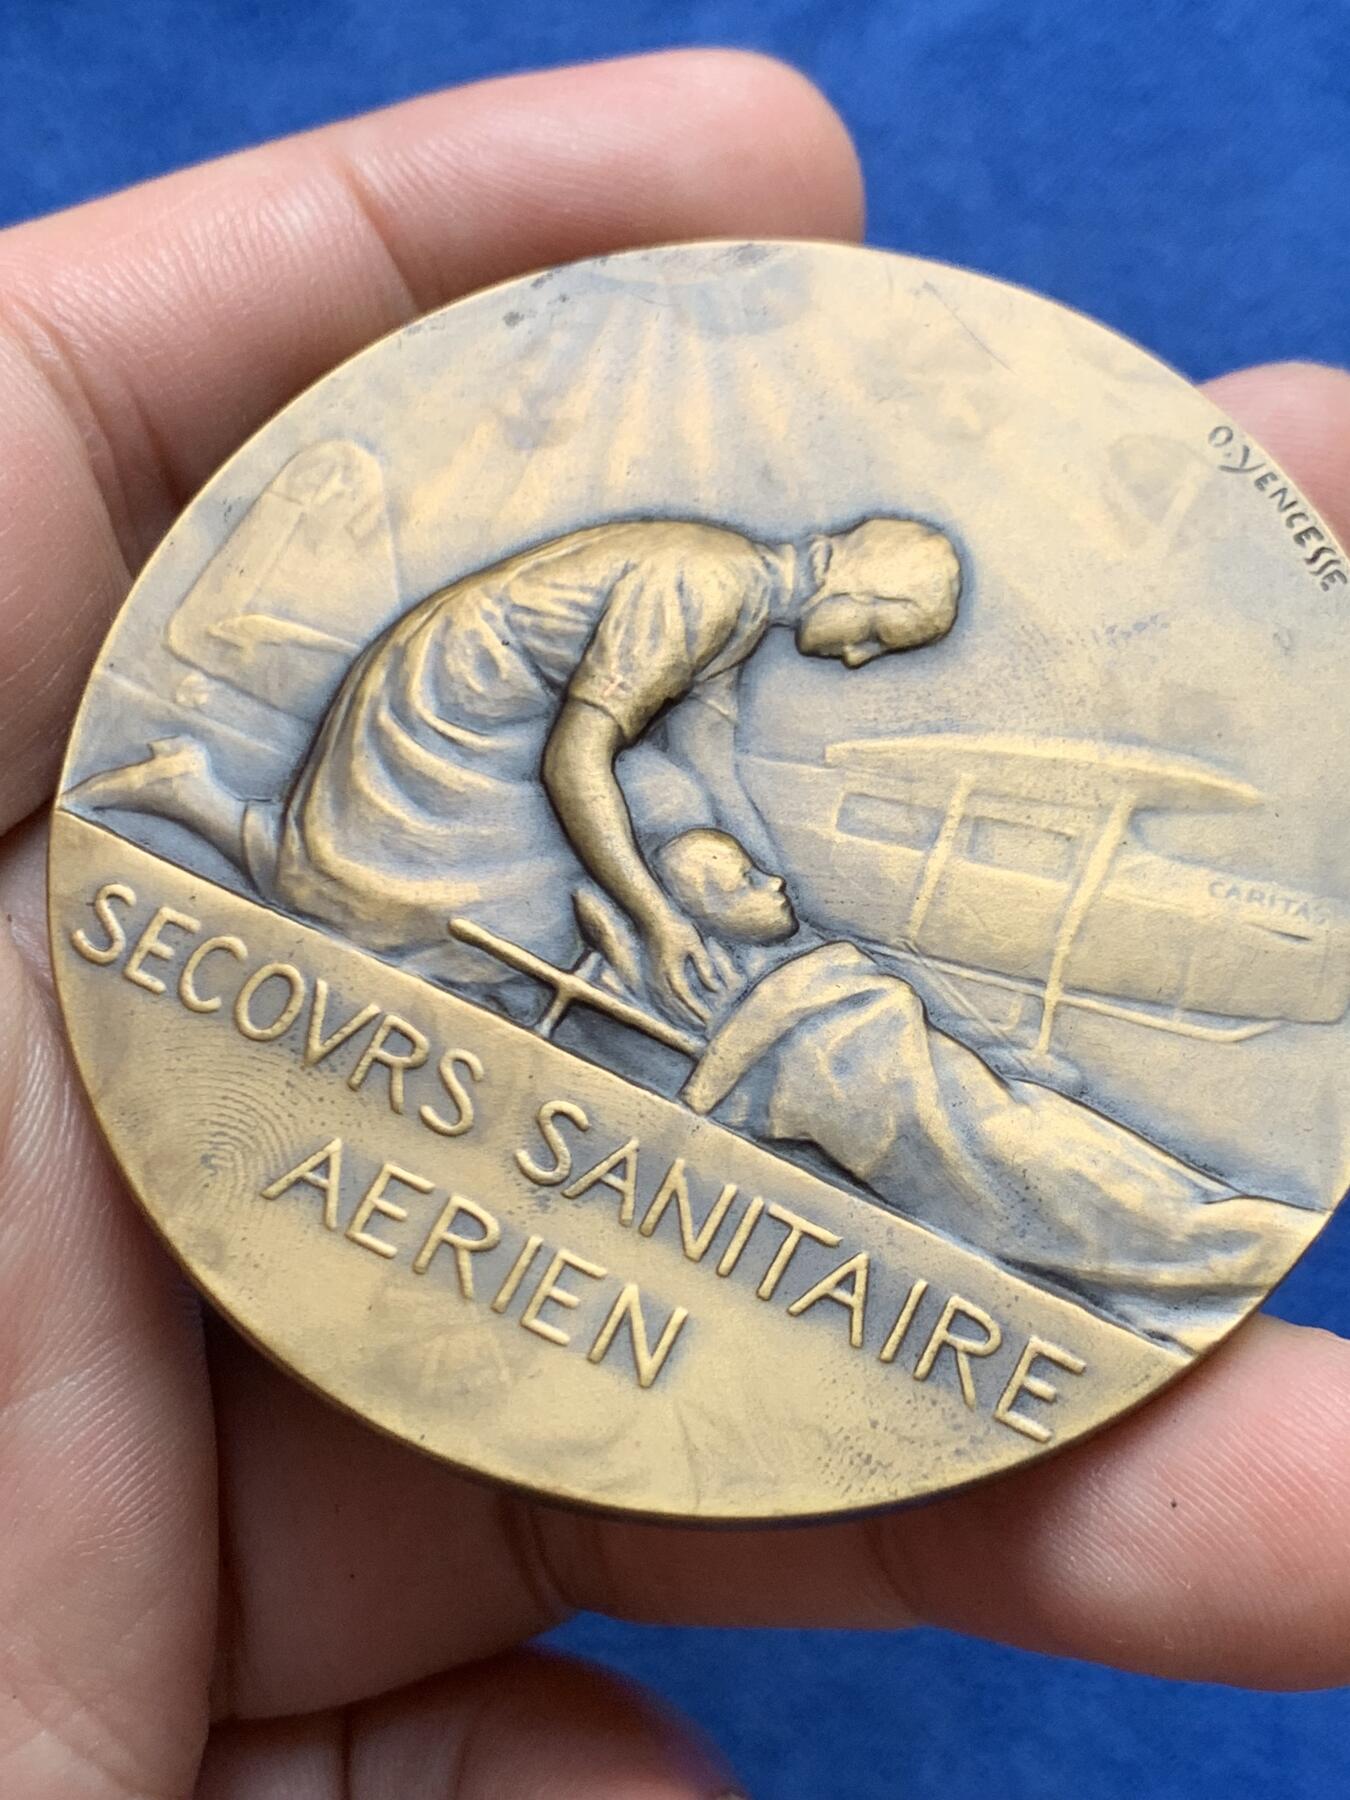 O. YENCESSE
CARITAS
SECOVRS SANITAIRE
AERIEN